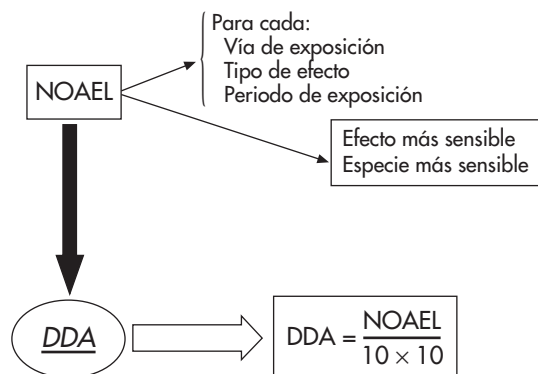 Para cada:
Vía de exposición
Tipo de efecto
Periodo de exposición
NOAEL
Efecto más sensible
Especie más sensible
DDA
DDA = NOAEL
10 × 10